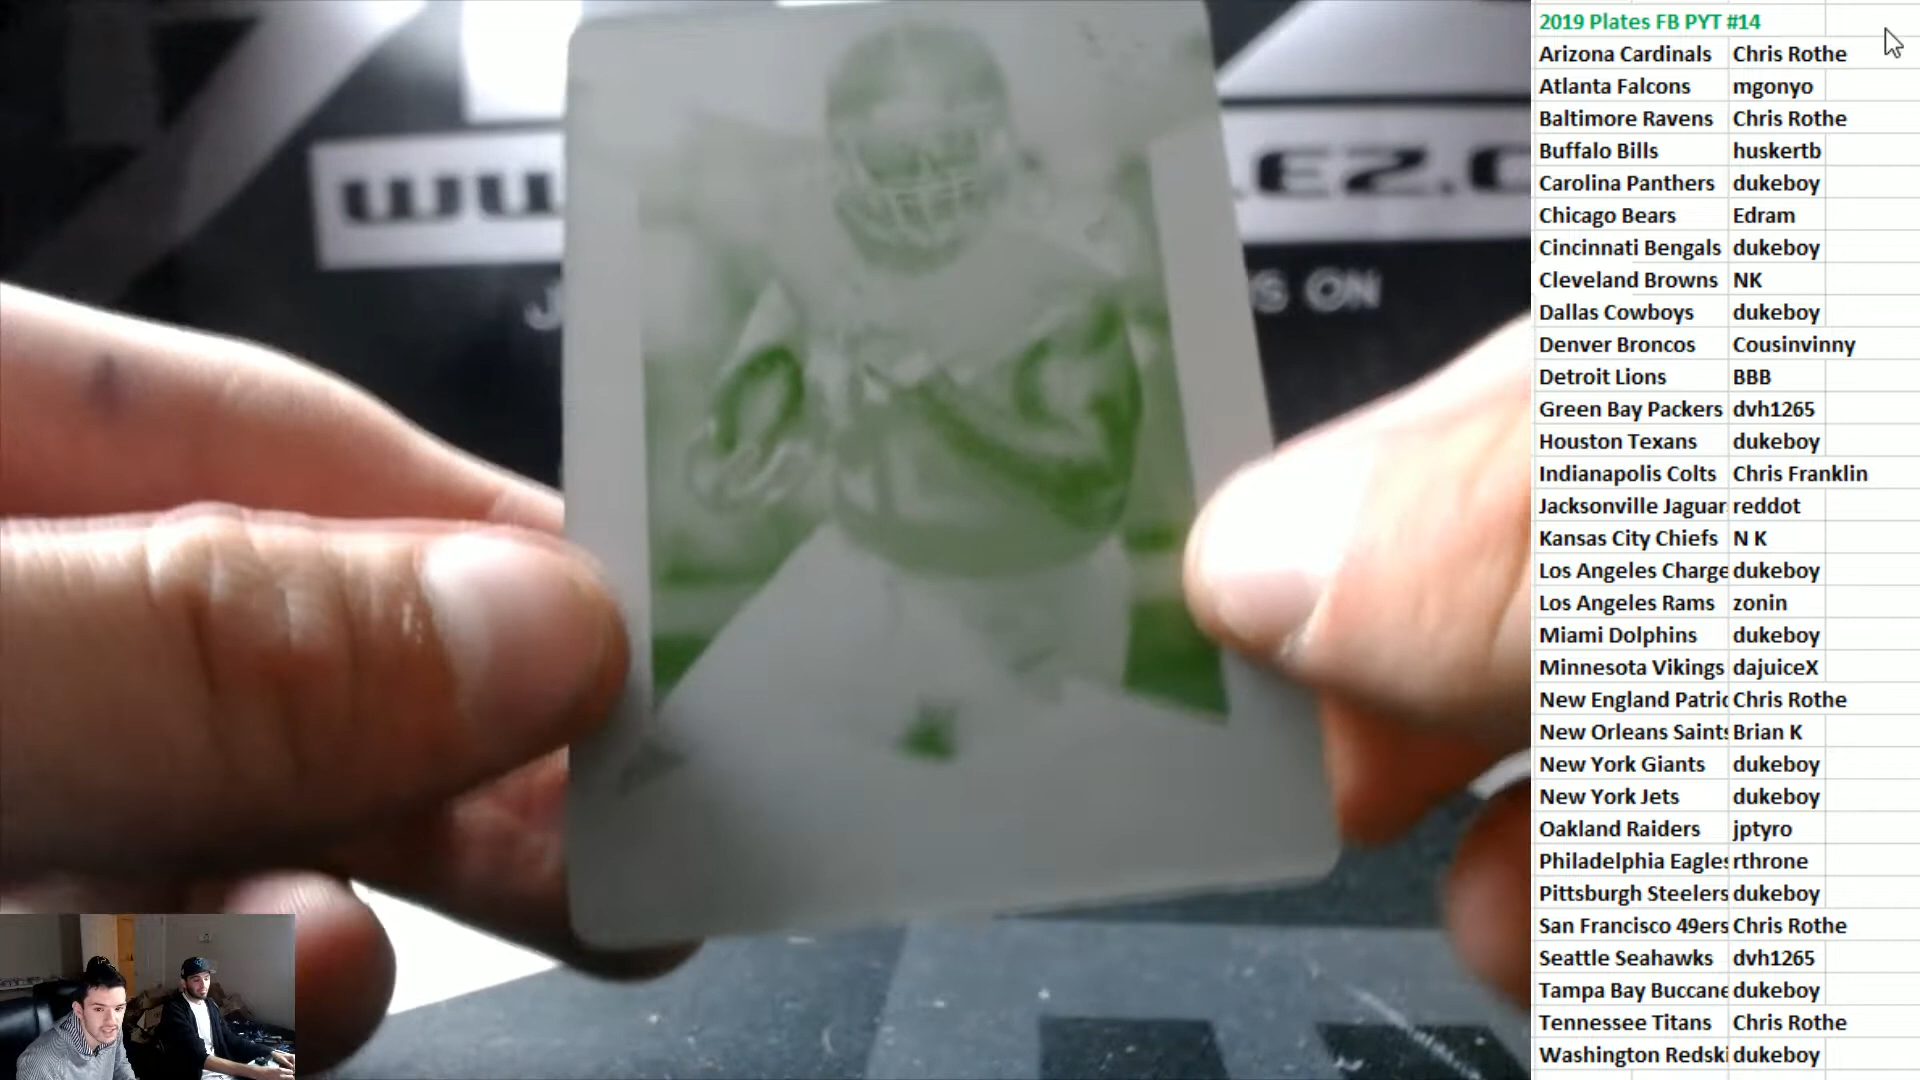 2019 Plates FB PYT #14
Arizona Cardinals Chris Rothe
Atlanta Falcons mgonyo
Baltimore Ravens Chris Rothe
Buffalo Bills huskertb
Carolina Panthers dukeboy
Chicago Bears Edram
Cincinnati Bengals dukeboy
Cleveland Browns NK
Dallas Cowboys dukeboy
Denver Broncos Cousinvinny
Detroit Lions BBB
Green Bay Packers dvh1265
Houston Texans dukeboy
Indianapolis Colts Chris Franklin
Jacksonville Jaguar reddot
Kansas City Chiefs N K
Los Angeles Charge dukeboy
Los Angeles Rams zonin
Miami Dolphins dukeboy
Minnesota Vikings dajuiceX
New England Patric Chris Rothe
New Orleans Saints Brian K
New York Giants dukeboy
New York Jets dukeboy
Oakland Raiders jptyro
Philadelphia Eagles rthrone
Pittsburgh Steelers dukeboy
San Francisco 49ers Chris Rothe
Seattle Seahawks dvh1265
Tampa Bay Buccane dukeboy
Tennessee Titans Chris Rothe
Washington Redski dukeboy
S ON